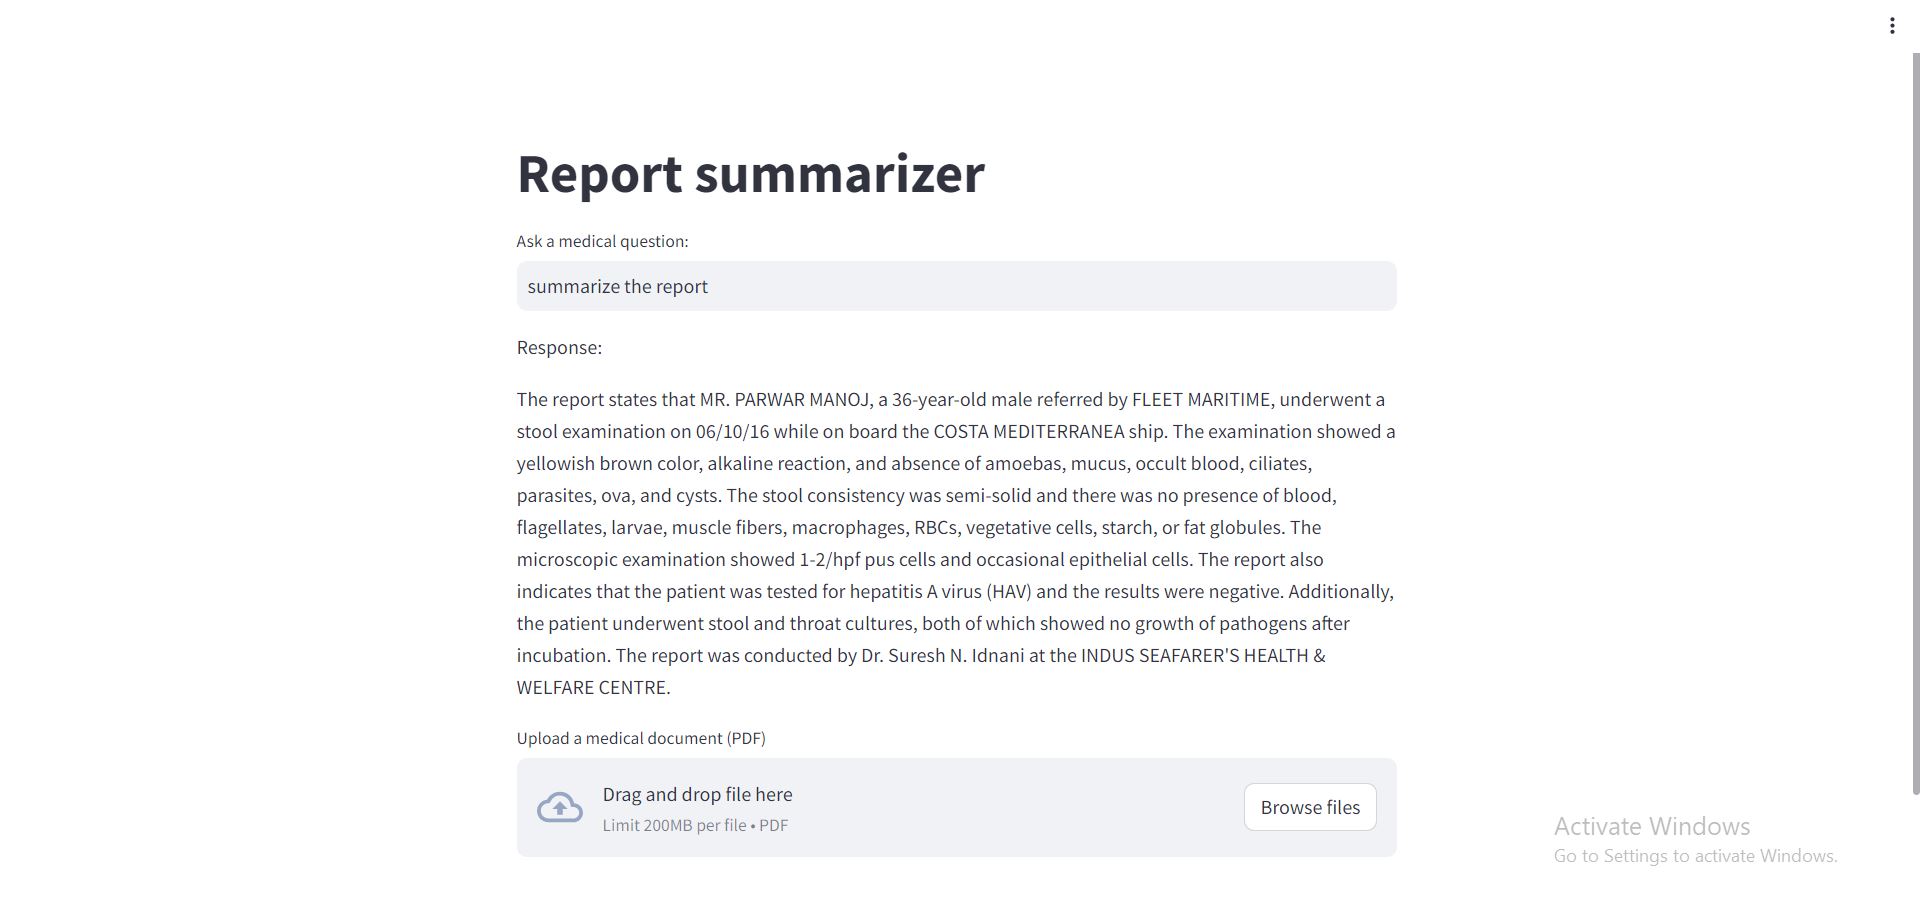 Report summarizer
Ask a medical question:
summarize the report
Response:
The report states that MR. PARWAR MANOJ, a 36-year-old male referred by FLEET MARITIME, underwent a
stool examination on 06/10/16 while on board the COSTA MEDITERRANEA ship. The examination showed a
yellowish brown color, alkaline reaction, and absence of amoebas, mucus, occult blood, ciliates,
parasites, ova, and cysts. The stool consistency was semi-solid and there was no presence of blood,
flagellates, larvae, muscle fibers, macrophages, RBCs, vegetative cells, starch, or fat globules. The
microscopic examination showed 1-2/hpf pus cells and occasional epithelial cells. The report also
indicates that the patient was tested for hepatitis A virus (HAV) and the results were negative. Additionally,
the patient underwent stool and throat cultures, both of which showed no growth of pathogens after
incubation. The report was conducted by Dr. Suresh N. Idnani at the INDUS SEAFARER'S HEALTH &
WELFARE CENTRE.
Upload a medical document (PDF)
Drag and drop file here
Limit 200MB per file • PDF
Browse files
Activate Windows
Go to Settings to activate Windows.